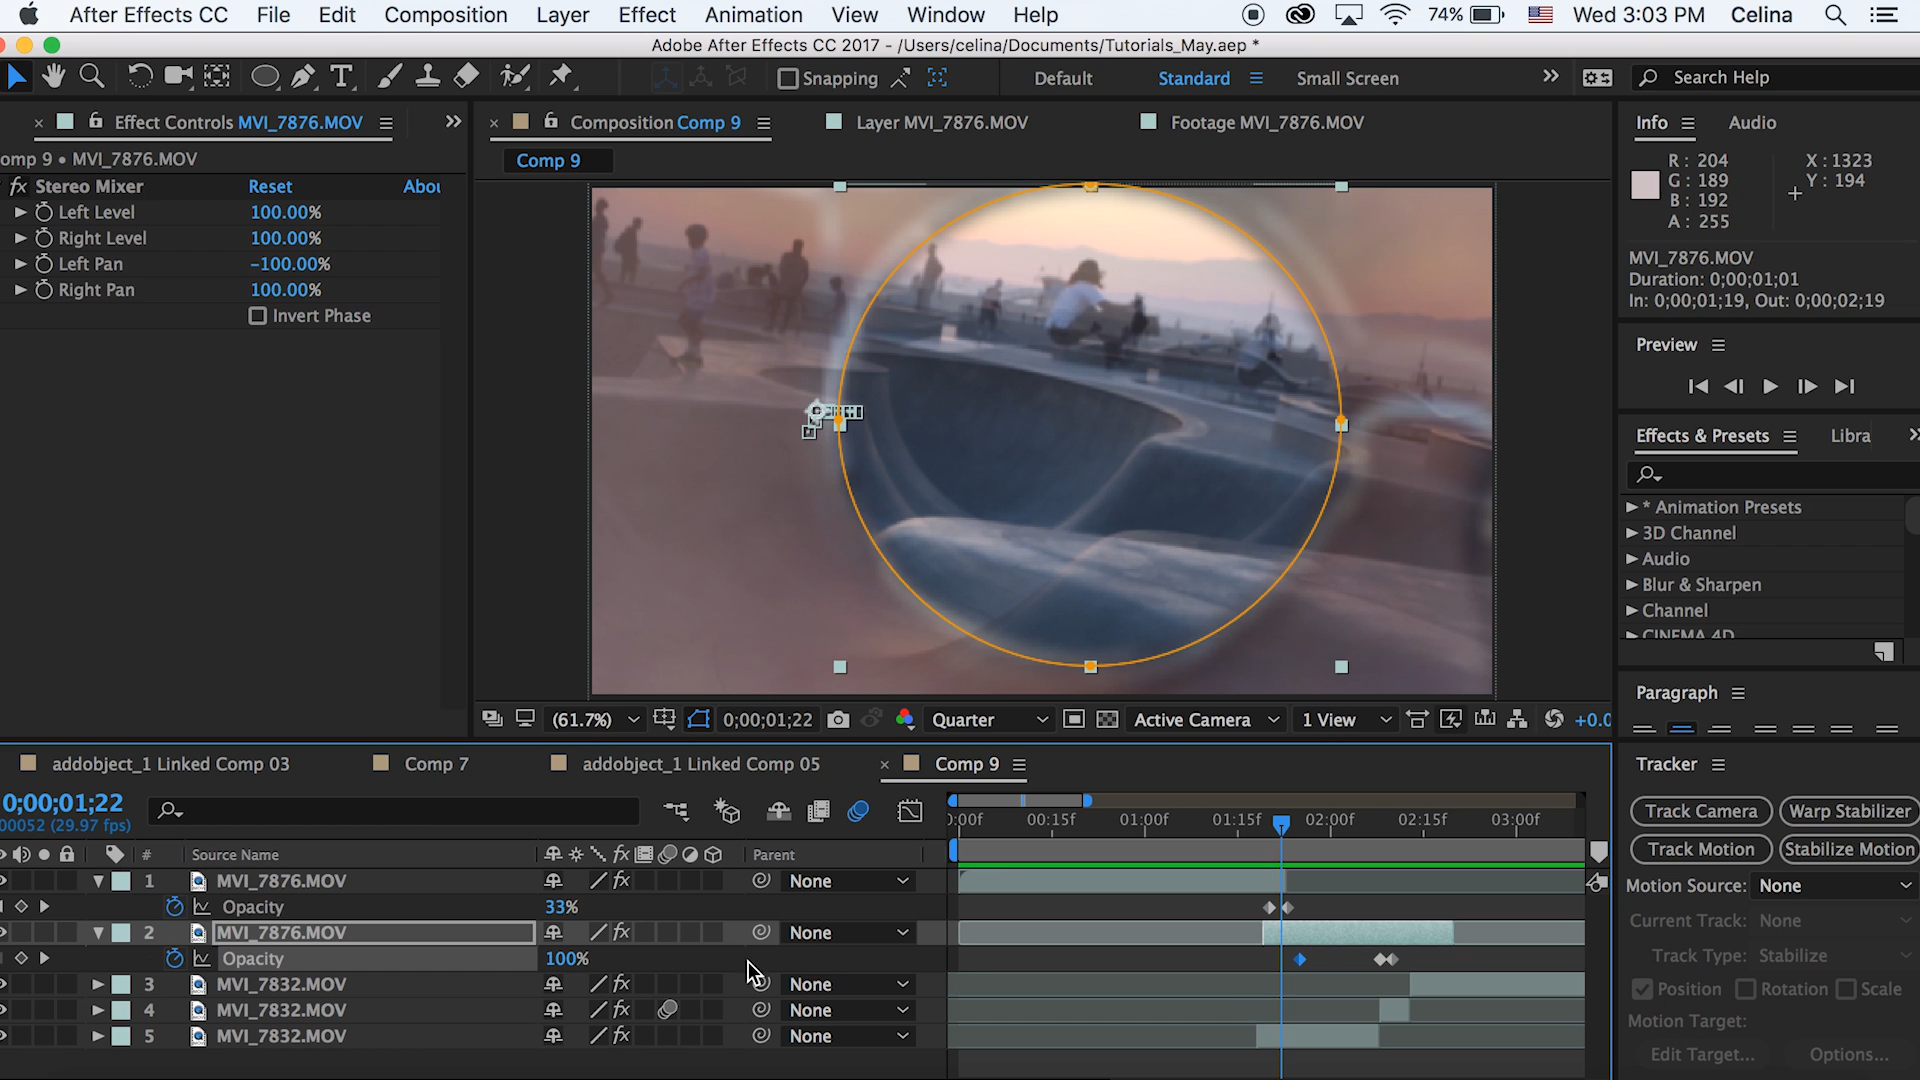 After Effects CC File Edit Composition Layer Effect Animation View Window Help 74% Wed 3:03 PM Celina
Adobe After Effects CC 2017 - /Users/celina/Documents/Tutorials_May.aep *
T Snapping Default Standard Small Screen Search Help
Effect Controls MVI_7876.MOV
Composition Comp 9
Layer MVI_7876.MOV
Footage MVI_7876.MOV
Info Audio
omp 9 • MVI_7876.MOV
Comp 9
R: 204 X: 1323
G: 189 Y: 194
B: 192
A: 255
fx Stereo Mixer Reset Abou
Left Level 100.00%
Right Level 100.00%
Left Pan -100.00%
Right Pan 100.00%
Invert Phase
MVI_7876.MOV
Duration: 0;00;01;01
In: 0;00;01;19, Out: 0;00;02;19
Preview
Effects & Presets Libra
* Animation Presets
3D Channel
Audio
Blur & Sharpen
Channel
CINEMA 4D
Paragraph
(61.7%) 0;00;01;22 Quarter Active Camera 1 View +0.0
addobject_1 Linked Comp 03 Comp 7 addobject_1 Linked Comp 05 Comp 9
0;00;01;22
00052 (29.97 fps)
):00f 00:15f 01:00f 01:15f 02:00f 02:15f 03:00f
# Source Name fx Parent
1 MVI_7876.MOV fx None
Opacity 33%
2 MVI_7876.MOV fx None
Opacity 100%
3 MVI_7832.MOV fx None
4 MVI_7832.MOV fx None
5 MVI_7832.MOV fx None
Tracker
Track Camera Warp Stabilizer
Track Motion Stabilize Motion
Motion Source: None
Current Track: None
Track Type: Stabilize
Position Rotation Scale
Motion Target:
Edit Target... Options...